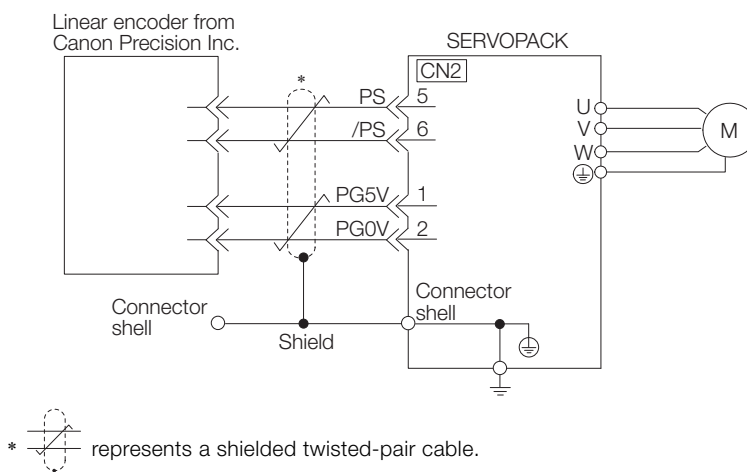 Linear encoder from
Canon Precision Inc.
SERVOPACK
CN2
*
PS 5
/PS 6
PG5V 1
PG0V 2
U
V
W
M
Connector
shell
Shield
Connector
shell
* represents a shielded twisted-pair cable.